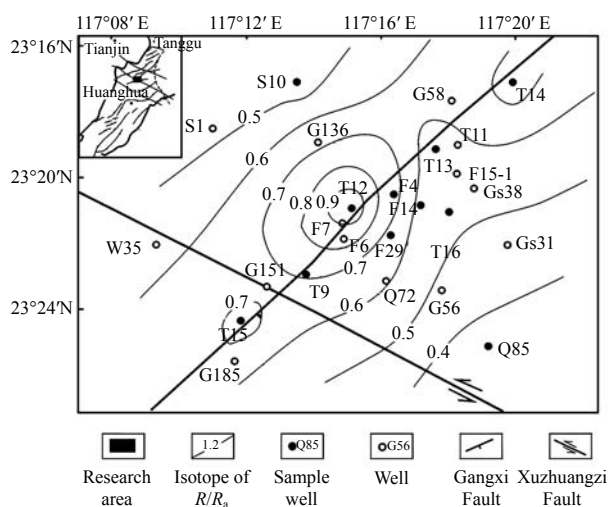 117°08′ E 117°12′ E 117°16′ E 117°20′ E
23°16′N
23°20′N
23°24′N
Tianjin
Tanggu
Huanghua
S10
G58
T14
0.5
S1
G136
T11
0.6
T13
F15-1
0.7
T12
F4
Gs38
0.8
0.9
F14
F7
F6
F29′
T16
Gs31
W35
0.7
G151
T9
0.6
Q72
G56
0.7
T15
0.5
0.4
Q85
G185
1.2
Q85
G56
Research area
Isotope of R/Ra
Sample well
Well
Gangxi Fault
Xuzhuangzi Fault